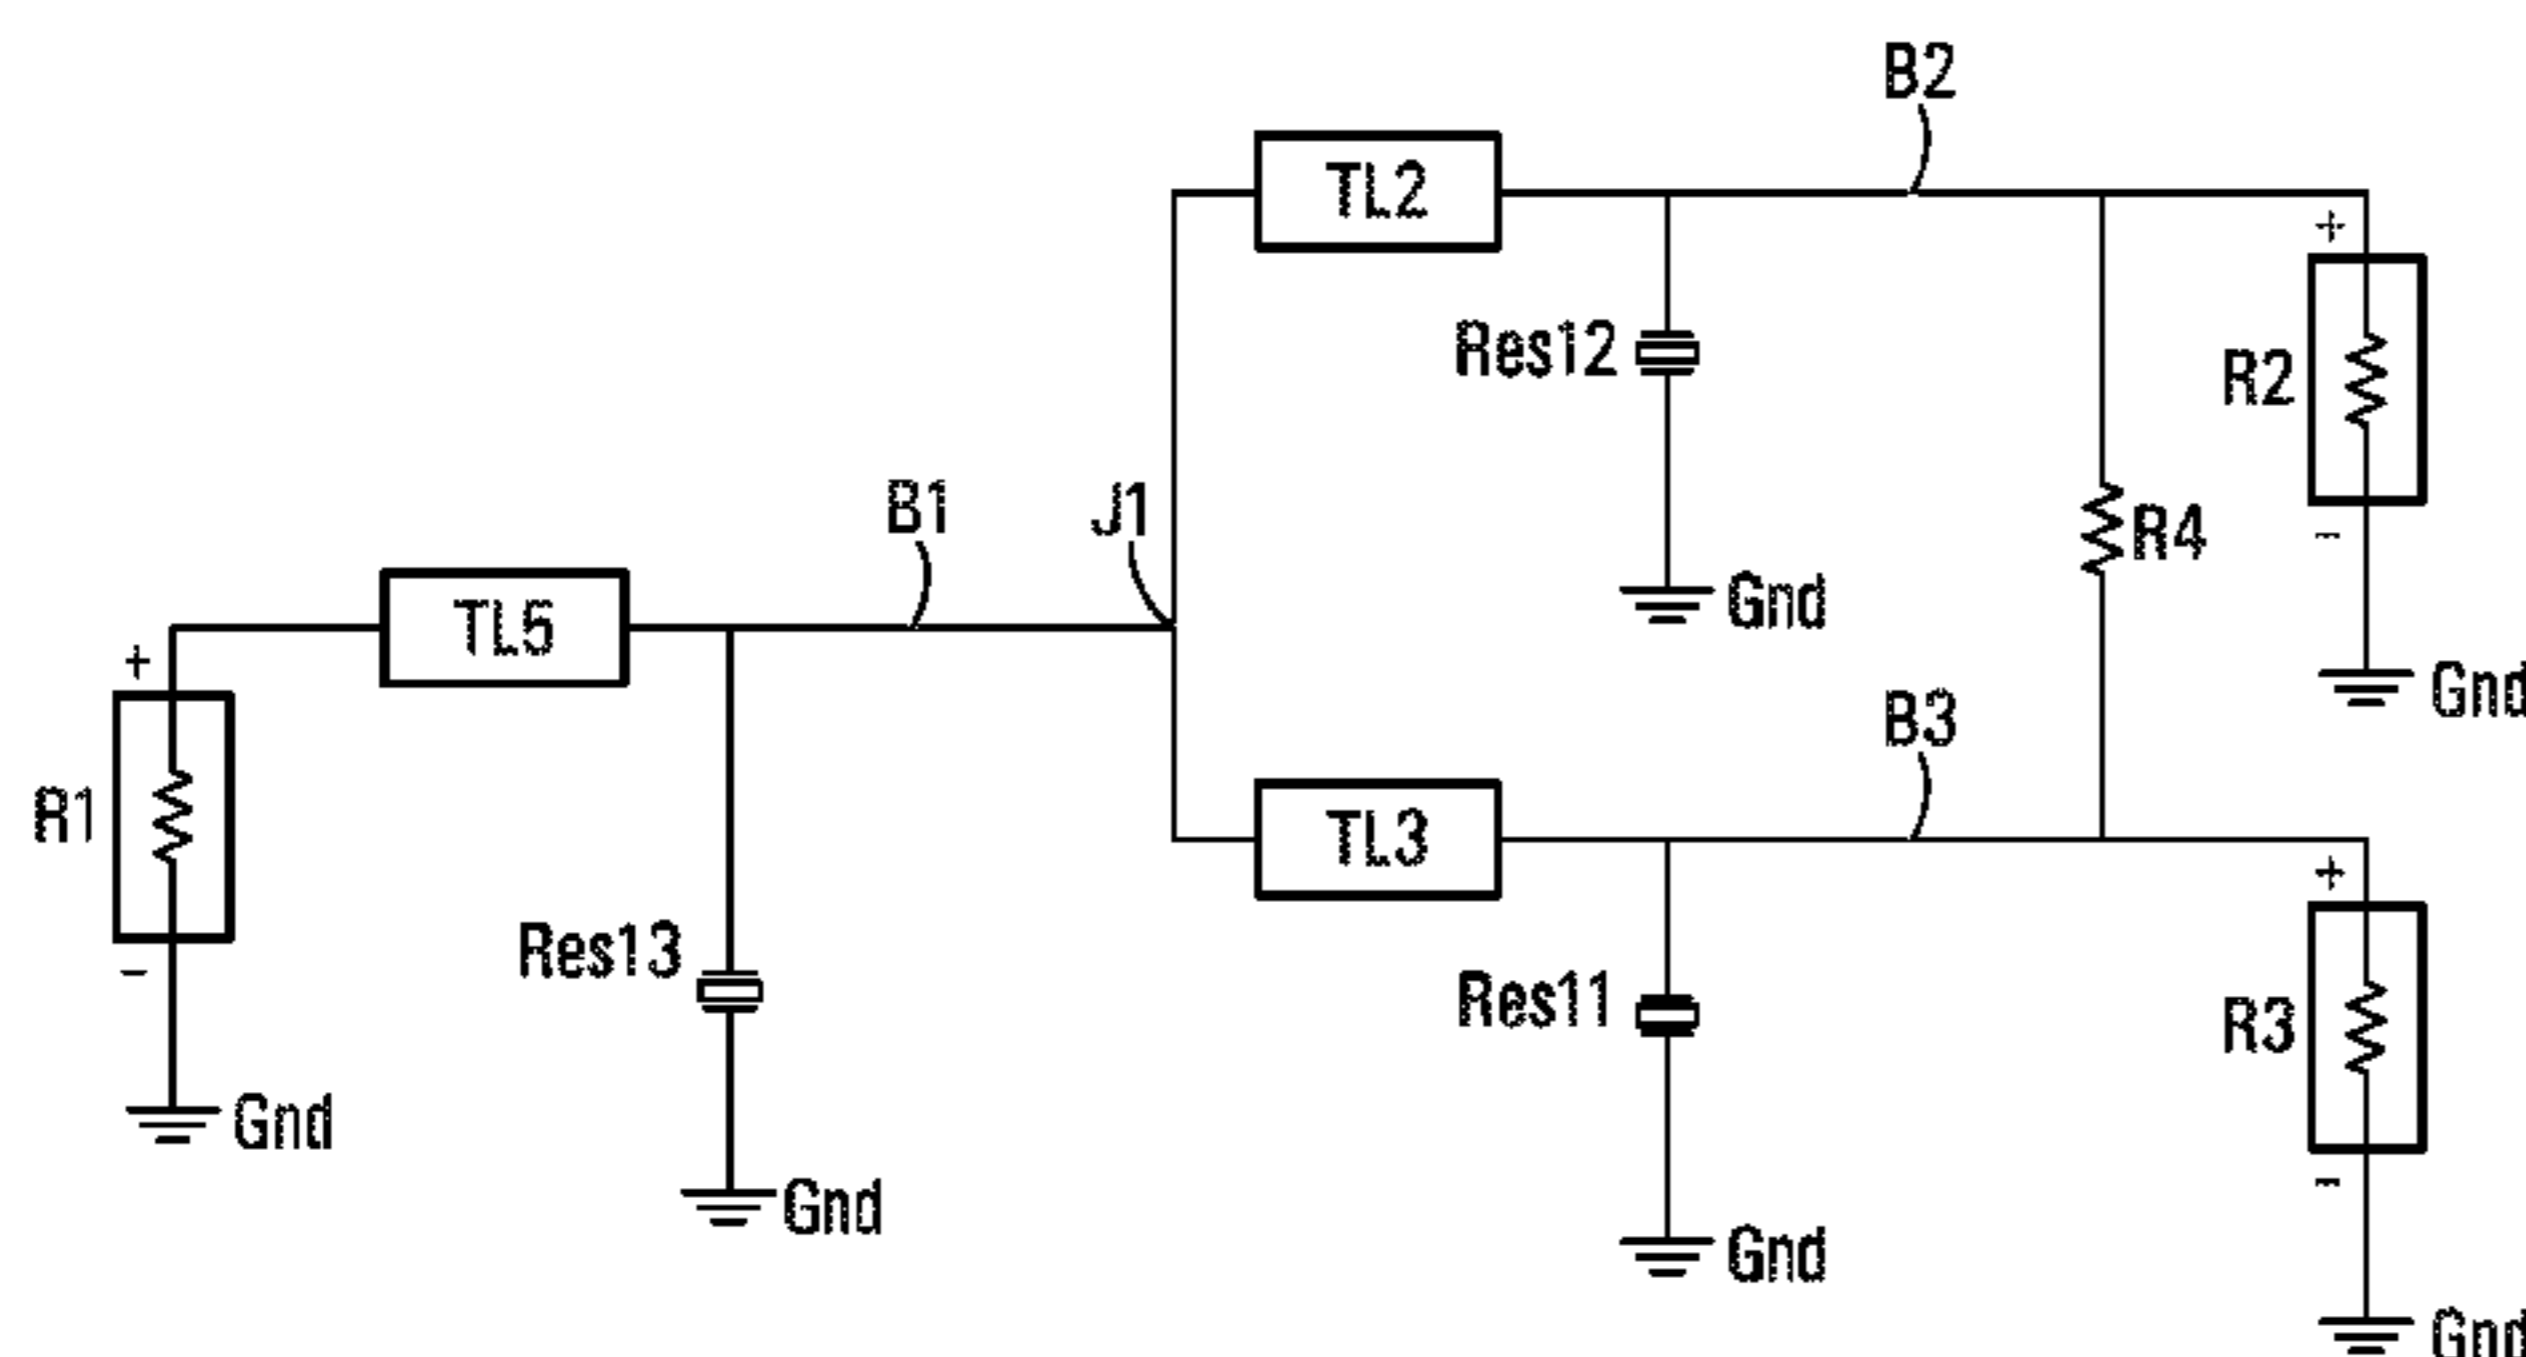 B2
TL2
+
Res12
R2
B1
J1
R4
-
TL5
Gnd
+
B3
Gnd
R1
TL3
+
Res13
-
Res11
R3
Gnd
Gnd
-
Gnd
Gnd